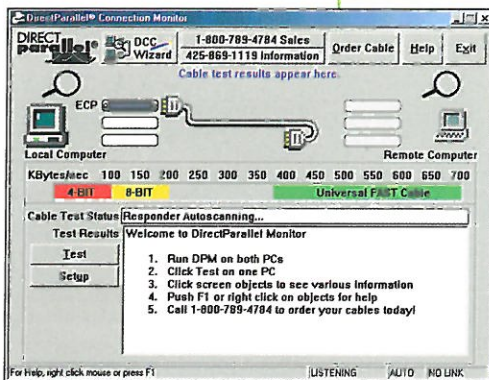 DirectParallel® Connection Monitor
DIRECT parallel®
DCC Wizard
1-800-789-4784 Sales
425-869-1119 Information
Order Cable
Help
Exit
Cable test results appear here.
ECP
Local Computer
Remote Computer
KBytes/sec 100 150 200 250 300 350 400 450 500 550 600 650 700
4-BIT
8-BIT
Universal FAST Cable
Cable Test Status Responder Autoscanning...
Test Results Welcome to DirectParallel Monitor
Test
Setup
1. Run DPM on both PCs
2. Click Test on one PC
3. Click screen objects to see various information
4. Push F1 or right click on objects for help
5. Call 1-800-789-4784 to order your cables today!
For Help, right click mouse or press F1
LISTENING
AUTO
NO LINK